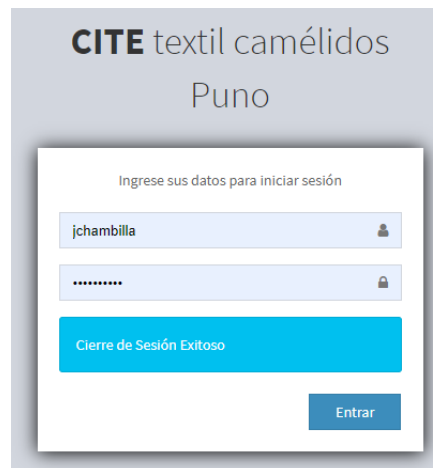 CITE textil camélidos
Puno
Ingrese sus datos para iniciar sesión
jchambilla
••••••••••
Cierre de Sesión Exitoso
Entrar